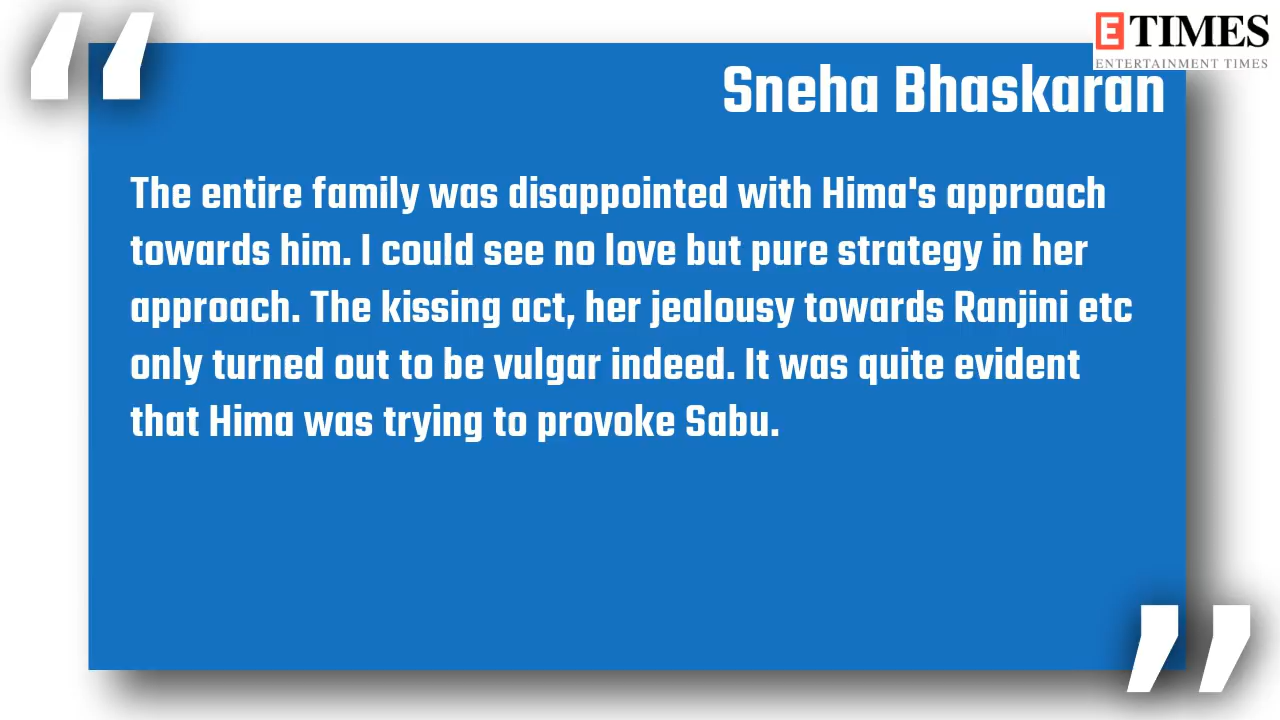 “
E TIMES
ENTERTAINMENT TIMES
Sneha Bhaskaran
The entire family was disappointed with Hima's approach
towards him. I could see no love but pure strategy in her
approach. The kissing act, her jealousy towards Ranjini etc
only turned out to be vulgar indeed. It was quite evident
that Hima was trying to provoke Sabu.
”